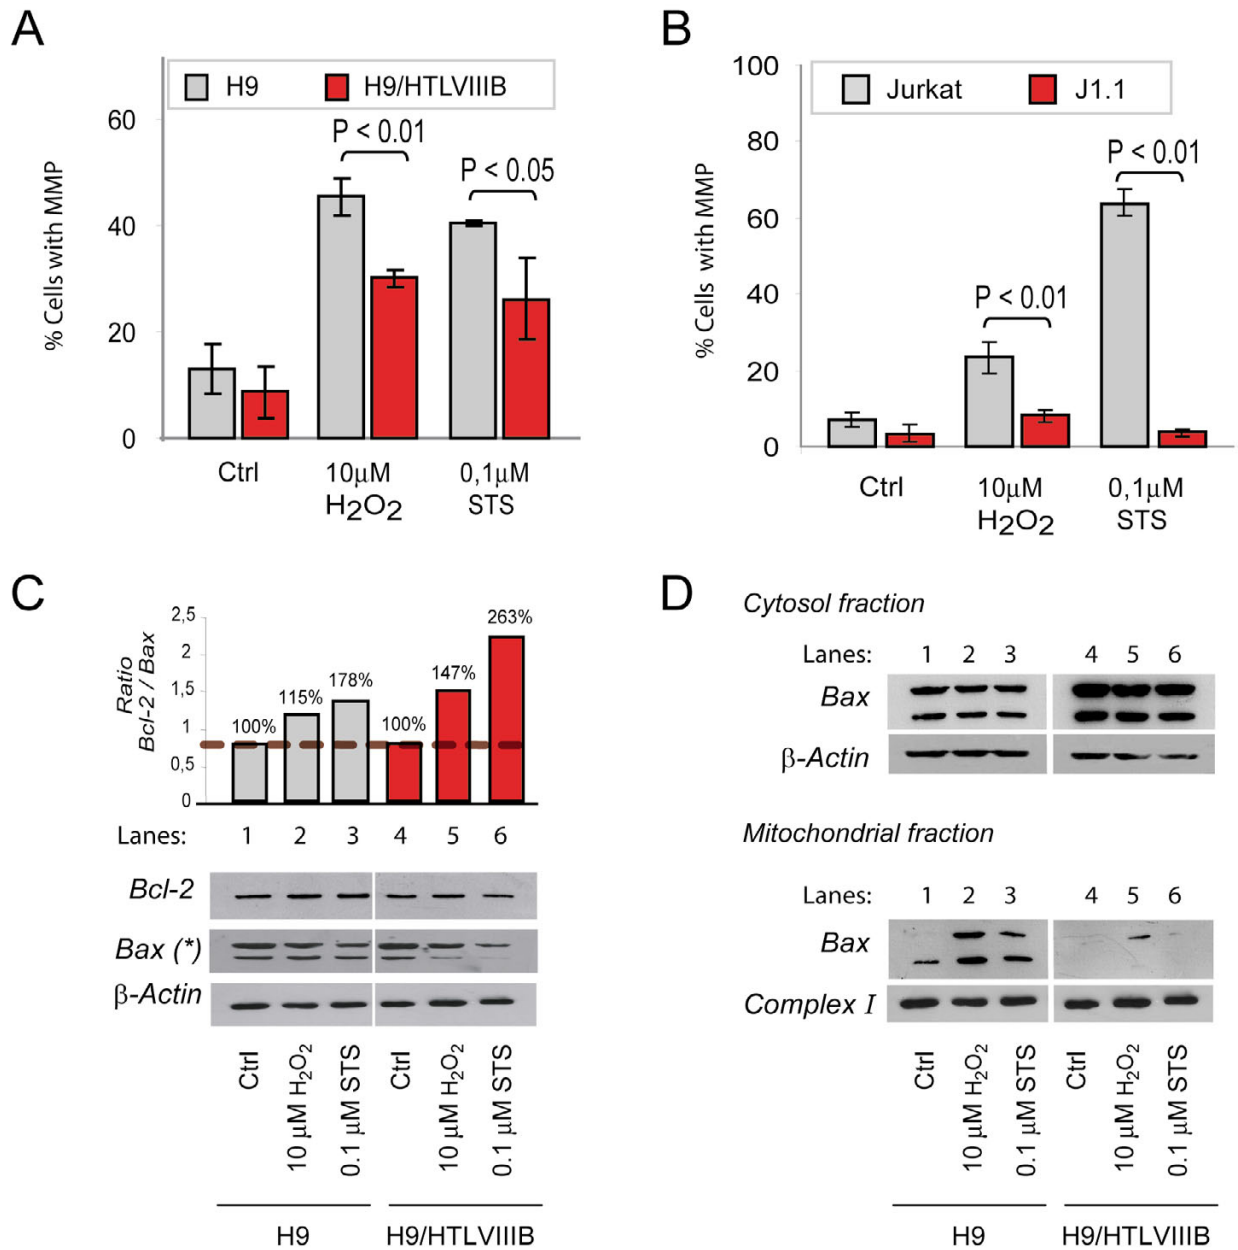 A
H9
H9/HTLVIIIB
% Cells with MMP
60
40
20
0
P < 0.01
P < 0.05
Ctrl
10µM
H2O2
0,1µM
STS
B
Jurkat
J1.1
% Cells with MMP
100
80
60
40
20
0
P < 0.01
P < 0.01
Ctrl
10µM
H2O2
0,1µM
STS
C
Ratio
Bcl-2 / Bax
2,5
2
1,5
1
0,5
0
100%
115%
178%
100%
147%
263%
Lanes: 1 2 3 4 5 6
Bcl-2
Bax (*)
β-Actin
Ctrl
10 µM H2O2
0.1 µM STS
Ctrl
10 µM H2O2
0.1 µM STS
H9
H9/HTLVIIIB
D
Cytosol fraction
Lanes: 1 2 3 4 5 6
Bax
β-Actin
Mitochondrial fraction
Lanes: 1 2 3 4 5 6
Bax
Complex I
Ctrl
10 µM H2O2
0.1 µM STS
Ctrl
10 µM H2O2
0.1 µM STS
H9
H9/HTLVIIIB